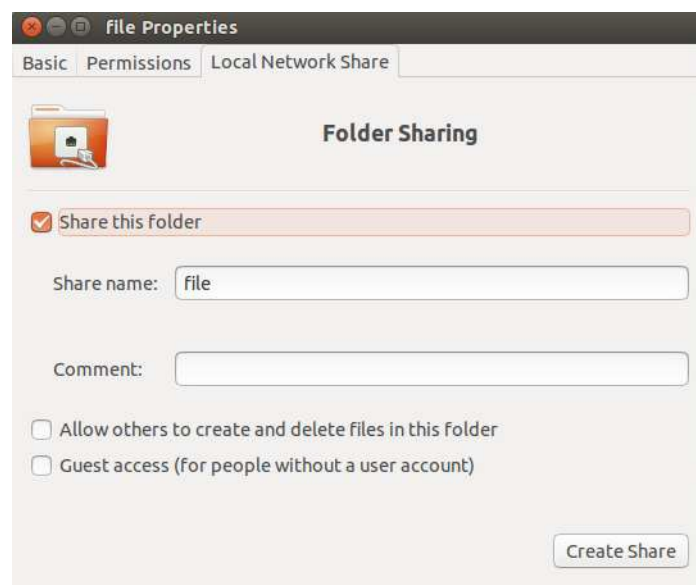 file Properties
Basic Permissions Local Network Share
Folder Sharing
Share this folder
Share name: file
Comment:
Allow others to create and delete files in this folder
Guest access (for people without a user account)
Create Share